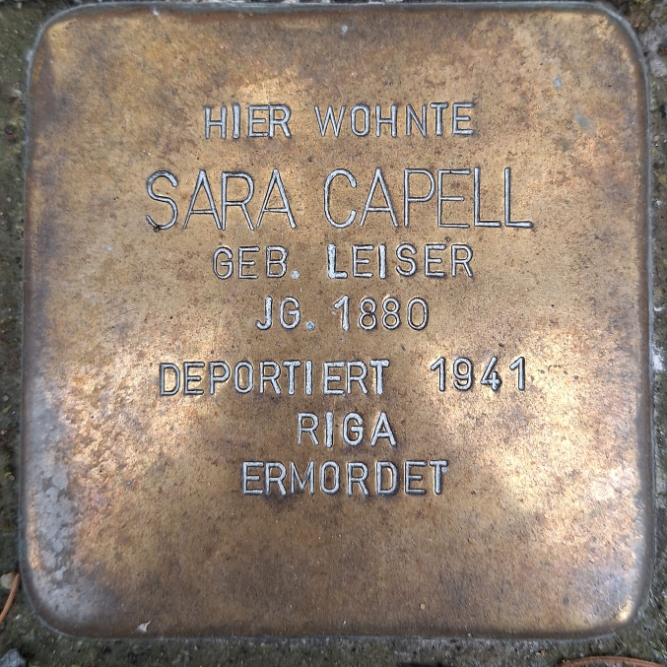 HIER WOHNTE
SARA CAPELL
GEB. LEISER
JG. 1880
DEPORTIERT 1941
RIGA
ERMORDET